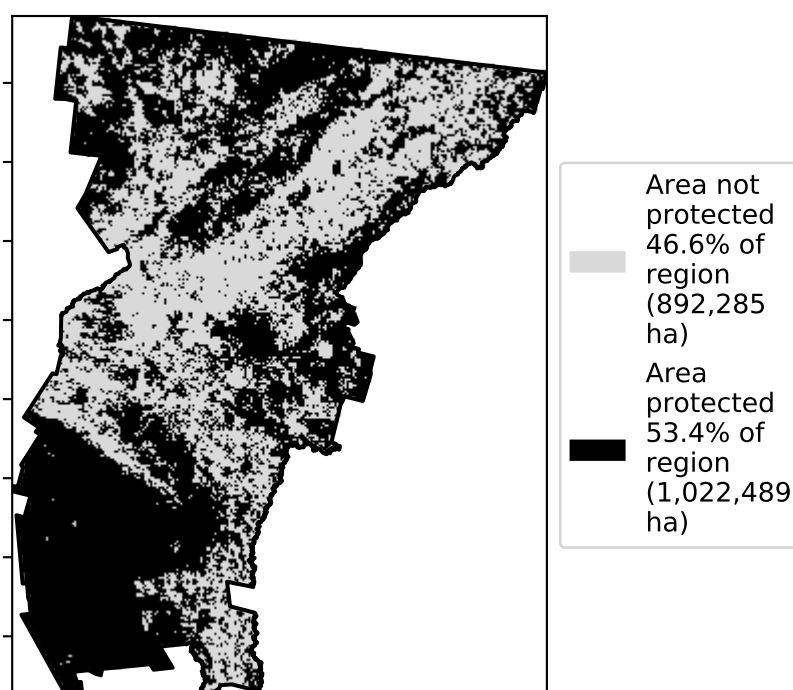 Area not
protected
46.6% of
region
(892,285
ha)
Area
protected
53.4% of
region
(1,022,489
ha)